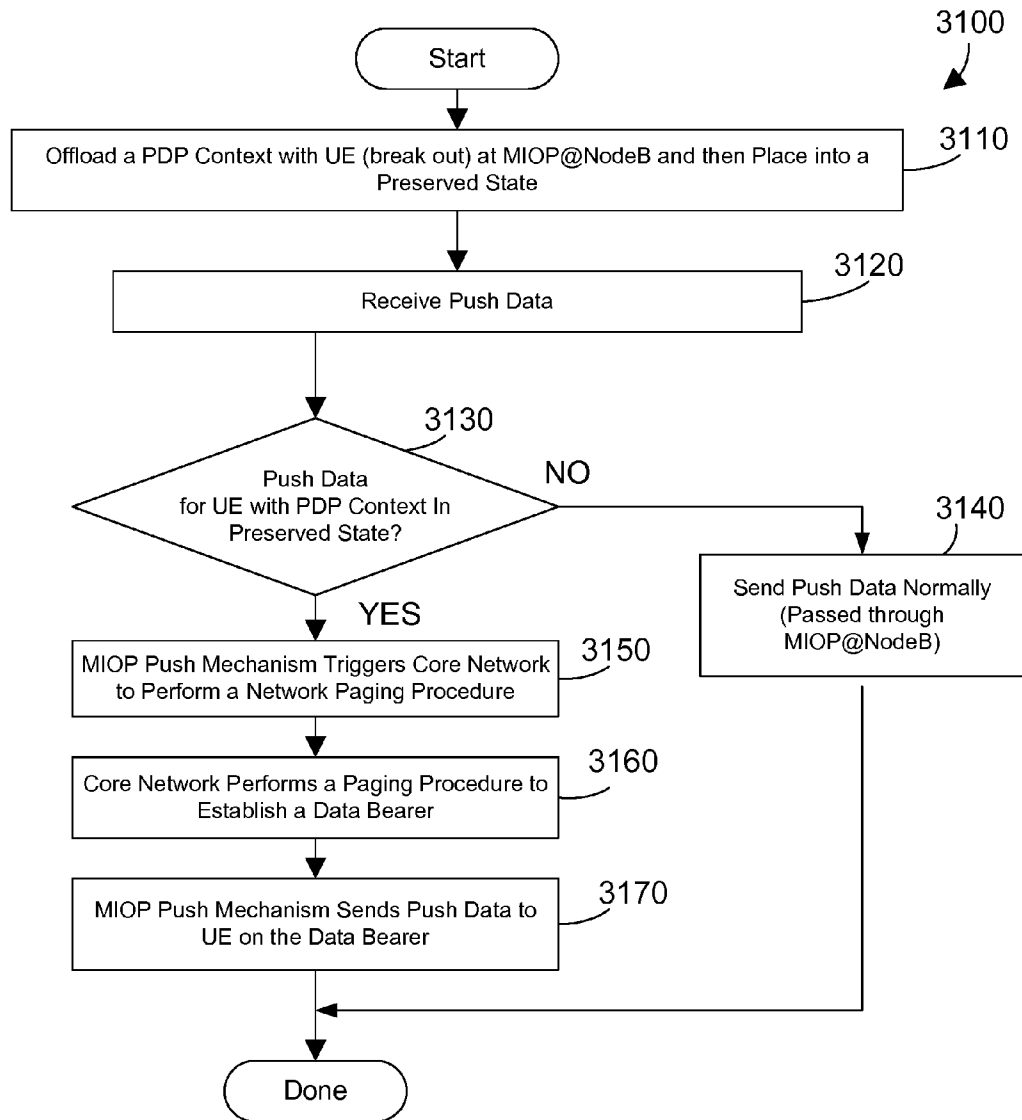 3100
Start
Offload a PDP Context with UE (break out) at MIOP@NodeB and then Place into a
Preserved State
3110
3120
Receive Push Data
3130
Push Data
for UE with PDP Context In
Preserved State?
NO
3140
Send Push Data Normally
(Passed through
MIOP@NodeB)
YES
3150
MIOP Push Mechanism Triggers Core Network
to Perform a Network Paging Procedure
3160
Core Network Performs a Paging Procedure to
Establish a Data Bearer
3170
MIOP Push Mechanism Sends Push Data to
UE on the Data Bearer
Done